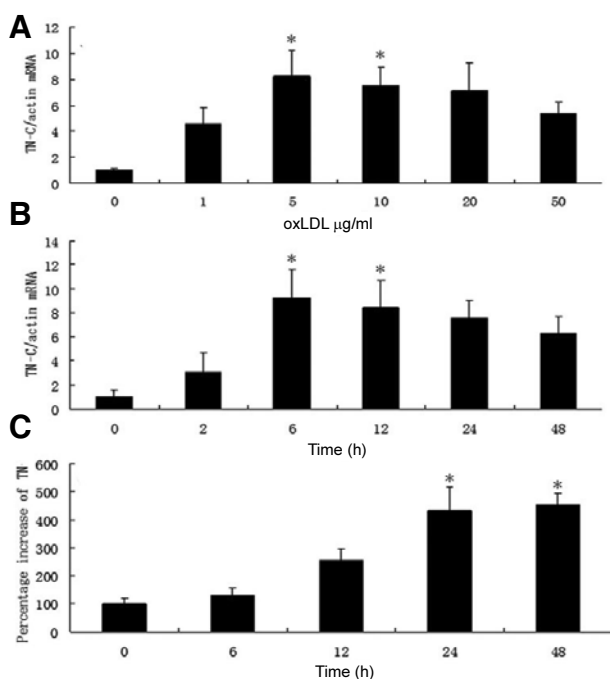 A
TN-C/actin mRNA
12
10
8
6
4
2
0
* *
0 1 5 10 20 50
oxLDL µg/ml
B
TN-C/actin mRNA
14
12
10
8
6
4
2
0
* *
0 2 6 12 24 48
Time (h)
C
Percentage increase of TN
600
500
400
300
200
100
0
* *
0 6 12 24 48
Time (h)